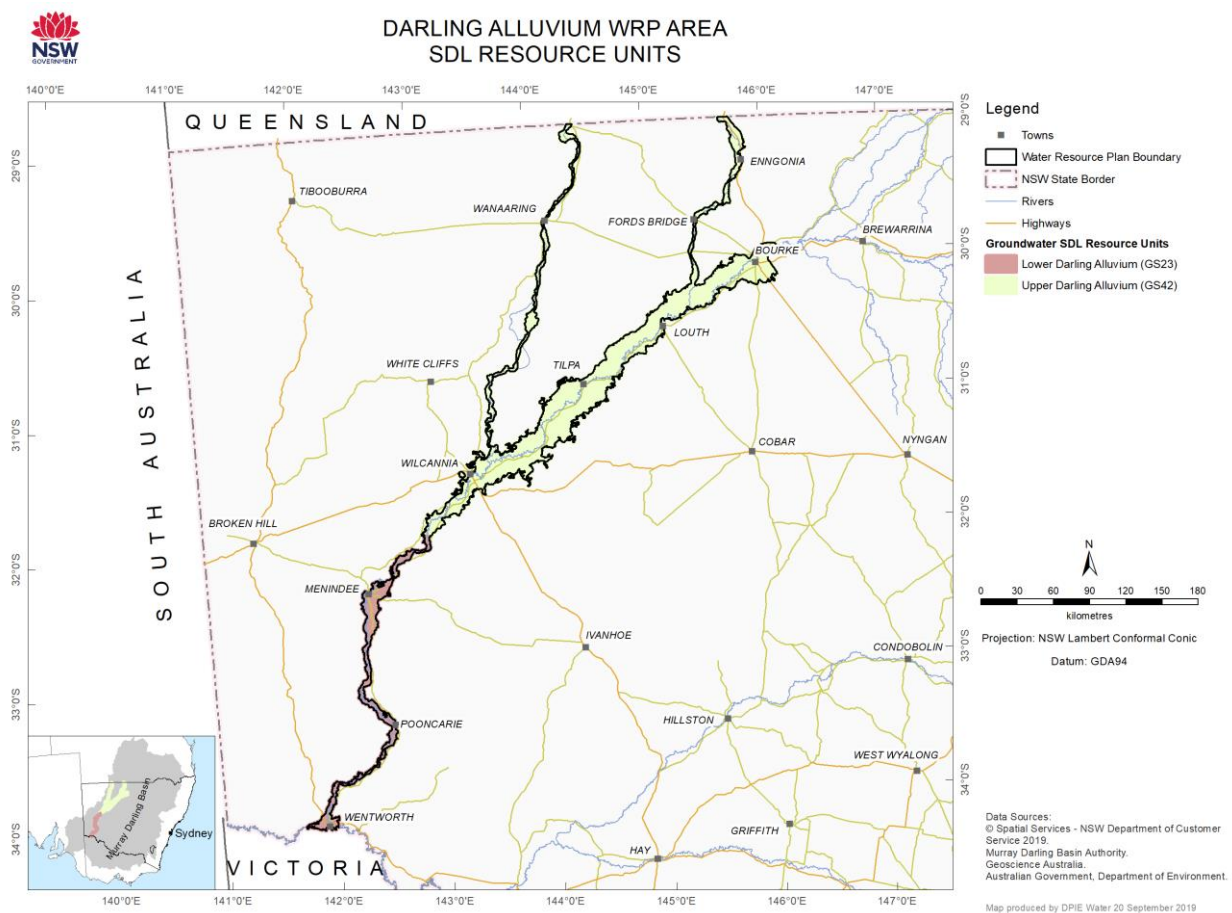 NSW
GOVERNMENT
DARLING ALLUVIUM WRP AREA
SDL RESOURCE UNITS
140°0'E
141°0'E
142°0'E
143°0'E
144°0'E
145°0'E
146°0'E
147°0'E
QUEENSLAND
29°0'S
29°0'S
ENNGONIA
TIBOOBURRA
WANAARING
FORDS BRIDGE
BREWARRINA
30°0'S
BOURKE
30°0'S
LOUTH
WHITE CLIFFS
TILPA
31°0'S
31°0'S
COBAR
NYNGAN
WILCANNIA
SOUTH AUSTRALIA
32°0'S
BROKEN HILL
32°0'S
MENINDEE
IVANHOE
33°0'S
CONDOBOLIN
33°0'S
POONCARIE
HILLSTON
WEST WYALONG
34°0'S
WENTWORTH
GRIFFITH
34°0'S
HAY
VICTORIA
Murray Darling Basin
Sydney
140°0'E
141°0'E
142°0'E
143°0'E
144°0'E
145°0'E
146°0'E
147°0'E
Legend
Towns
Water Resource Plan Boundary
NSW State Border
Rivers
Highways
Groundwater SDL Resource Units
Lower Darling Alluvium (GS23)
Upper Darling Alluvium (GS42)
N
0 30 60 90 120 150 180
kilometres
Projection: NSW Lambert Conformal Conic
Datum: GDA94
Data Sources:
© Spatial Services - NSW Department of Customer
Service 2019.
Murray Darling Basin Authority.
Geoscience Australia.
Australian Government, Department of Environment.
Map produced by DPIE Water 20 September 2019